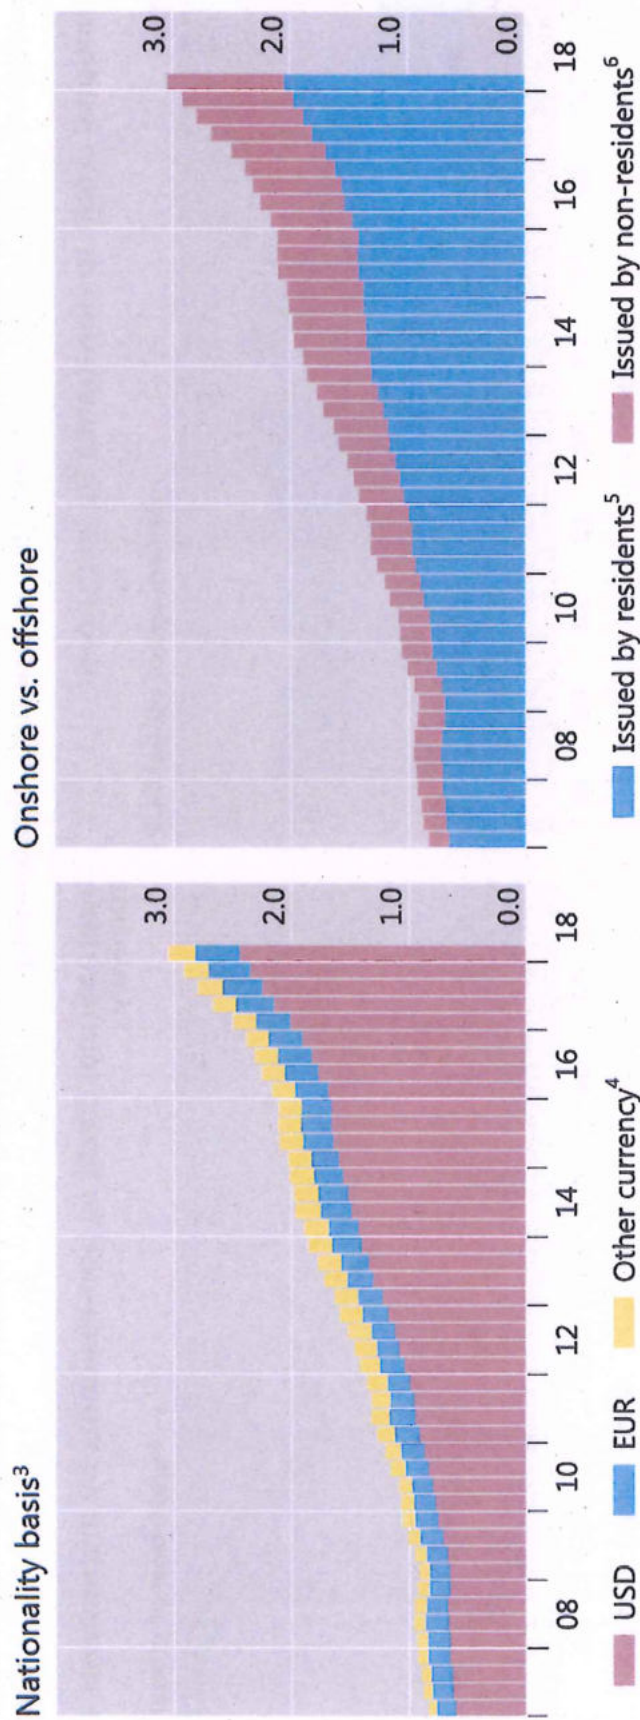 Nationality basis³
3.0
2.0
1.0
0.0
08 10 12 14 16 18
USD EUR Other currency⁴
Onshore vs. offshore
3.0
2.0
1.0
0.0
08 10 12 14 16 18
Issued by residents⁵ Issued by non-residents⁶